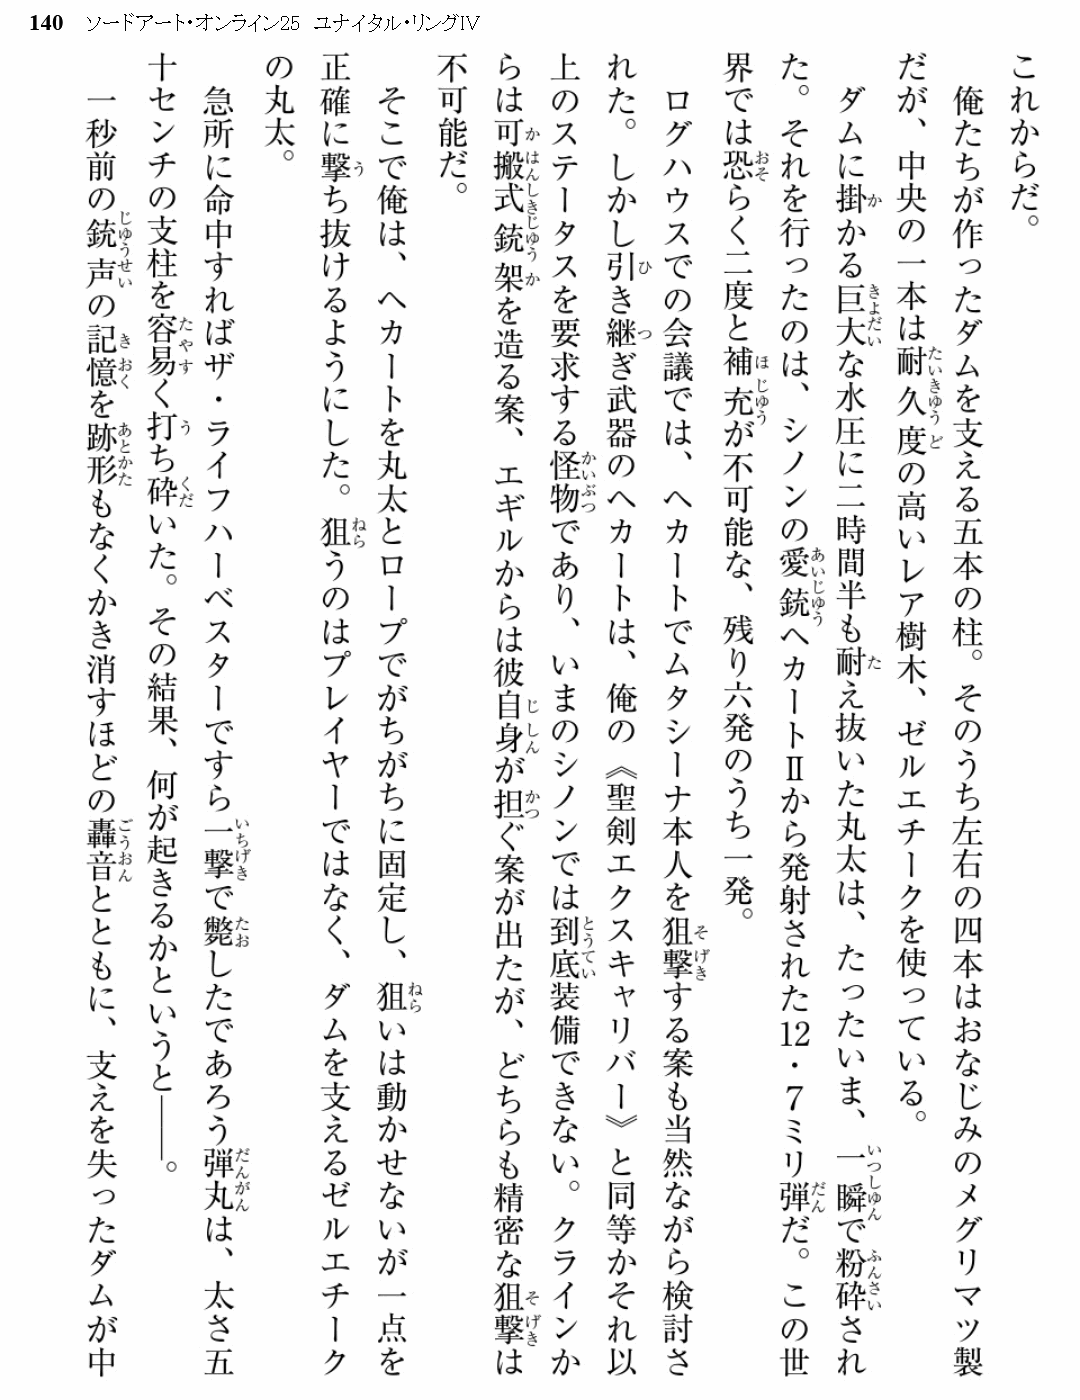 140 ソードアート・オンライン25 ユナイタル・リングⅣ
これからだ。
俺たちが作ったダムを支える五本の柱。そのうち左右の四本はおなじみのメグリマツ製
だが、中央の一本は耐久度の高いレア樹木、ゼルエチークを使っている。
ダムに掛かる巨大な水圧に二時間半も耐え抜いた丸太は、たったいま、一瞬で粉砕され
た。それを行ったのは、シノンの愛銃ヘカートⅡから発射された12・7ミリ弾だ。この世
界では恐らく二度と補充が不可能な、残り六発のうち一発。
ログハウスでの会議では、ヘカートでムタシーナ本人を狙撃する案も当然ながら検討さ
れた。しかし引き継ぎ武器のヘカートは、俺の《聖剣エクスキャリバー》と同等かそれ以
上のステータスを要求する怪物であり、いまのシノンでは到底装備できない。クラインか
らは可搬式銃架を造る案、エギルからは彼自身が担ぐ案が出たが、どちらも精密な狙撃は
不可能だ。
そこで俺は、ヘカートを丸太とロープでがちがちに固定し、狙いは動かせないが一点を
正確に撃ち抜けるようにした。狙うのはプレイヤーではなく、ダムを支えるゼルエチーク
の丸太。
急所に命中すればザ・ライフハーベスターですら一撃で斃したであろう弾丸は、太さ五
十センチの支柱を容易く打ち砕いた。その結果、何が起きるかというと――。
一秒前の銃声の記憶を跡形もなくかき消すほどの轟音とともに、支えを失ったダムが中